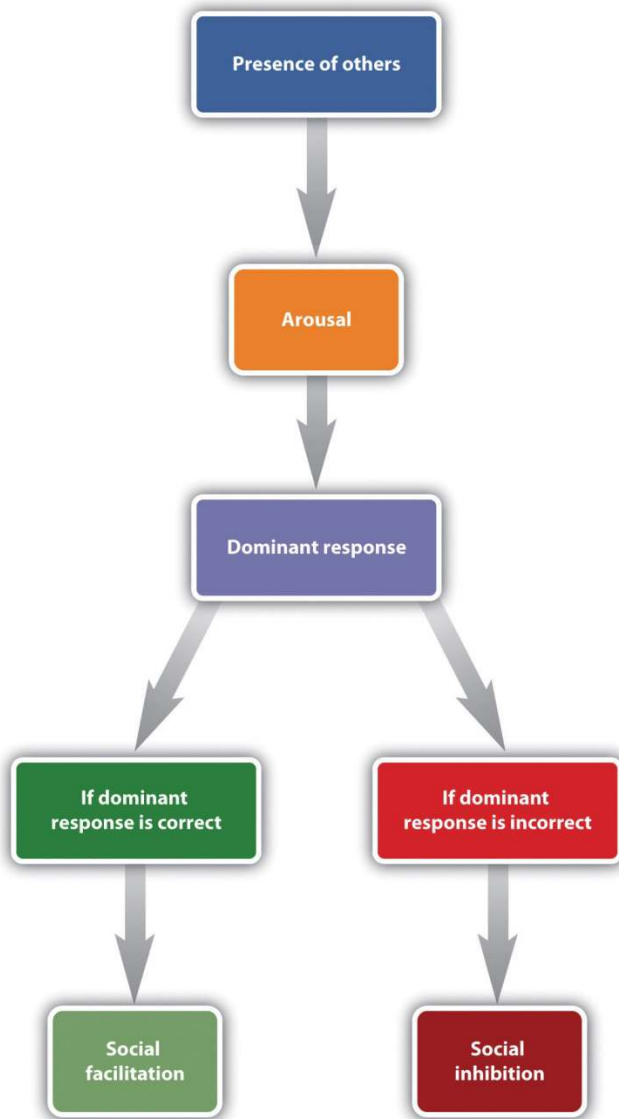 Presence of others
Arousal
Dominant response
If dominant
response is correct
If dominant
response is incorrect
Social
facilitation
Social
inhibition